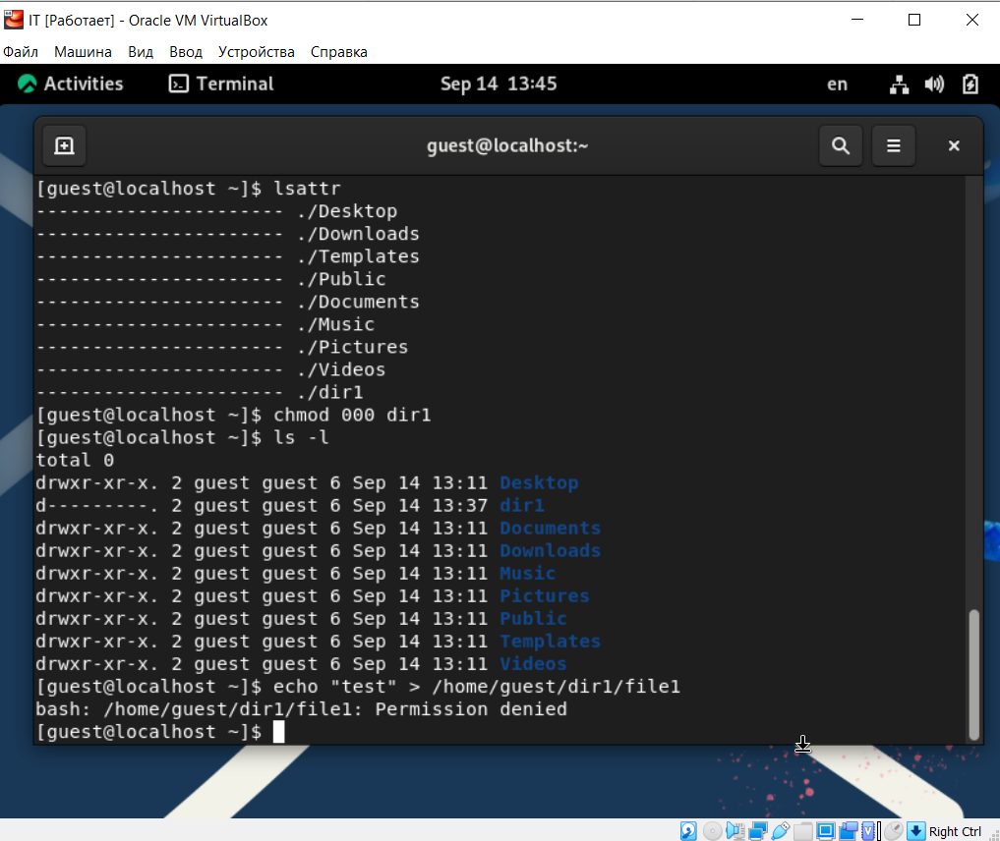 IT [Работает] - Oracle VM VirtualBox
Файл Машина Вид Ввод Устройства Справка
Activities Terminal Sep 14 13:45 en
guest@localhost:~
[guest@localhost ~]$ lsattr
---------------------- ./Desktop
---------------------- ./Downloads
---------------------- ./Templates
---------------------- ./Public
---------------------- ./Documents
---------------------- ./Music
---------------------- ./Pictures
---------------------- ./Videos
---------------------- ./dir1
[guest@localhost ~]$ chmod 000 dir1
[guest@localhost ~]$ ls -l
total 0
drwxr-xr-x. 2 guest guest 6 Sep 14 13:11 Desktop
d---------. 2 guest guest 6 Sep 14 13:37 dir1
drwxr-xr-x. 2 guest guest 6 Sep 14 13:11 Documents
drwxr-xr-x. 2 guest guest 6 Sep 14 13:11 Downloads
drwxr-xr-x. 2 guest guest 6 Sep 14 13:11 Music
drwxr-xr-x. 2 guest guest 6 Sep 14 13:11 Pictures
drwxr-xr-x. 2 guest guest 6 Sep 14 13:11 Public
drwxr-xr-x. 2 guest guest 6 Sep 14 13:11 Templates
drwxr-xr-x. 2 guest guest 6 Sep 14 13:11 Videos
[guest@localhost ~]$ echo "test" > /home/guest/dir1/file1
bash: /home/guest/dir1/file1: Permission denied
[guest@localhost ~]$
Right Ctrl